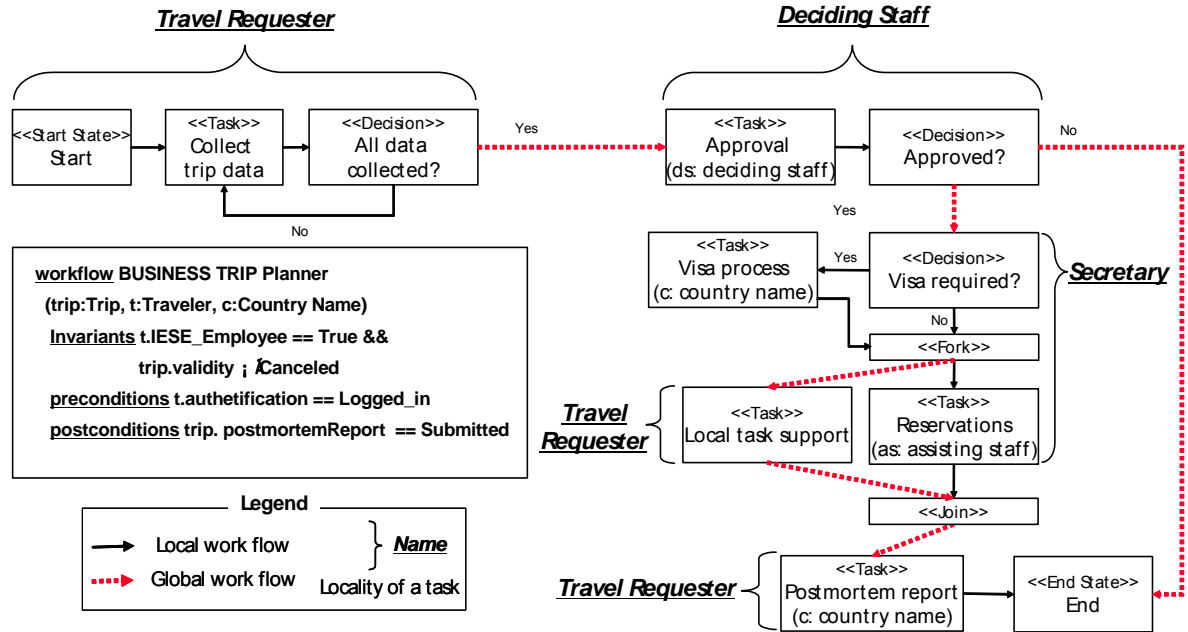 Travel Requester
Deciding Staff
<<Start State>>
Start
<<Task>>
Collect
trip data
<<Decision>>
All data
collected?
Yes
No
<<Task>>
Approval
(ds: deciding staff)
<<Decision>>
Approved?
No
Yes
<<Task>>
Visa process
(c: country name)
Yes
<<Decision>>
Visa required?
Secretary
No
<<Fork>>
Travel
Requester
<<Task>>
Local task support
<<Task>>
Reservations
(as: assisting staff)
<<Join>>
Travel Requester
<<Task>>
Postmortem report
(c: country name)
<<End State>>
End
workflow BUSINESS TRIP Planner
(trip:Trip, t:Traveler, c:Country Name)
Invariants t.IESE_Employee == True &&
trip.validity ¡ Canceled
preconditions t.authetification == Logged_in
postconditions trip. postmortemReport == Submitted
Legend
Local work flow
Global work flow
Name
Locality of a task